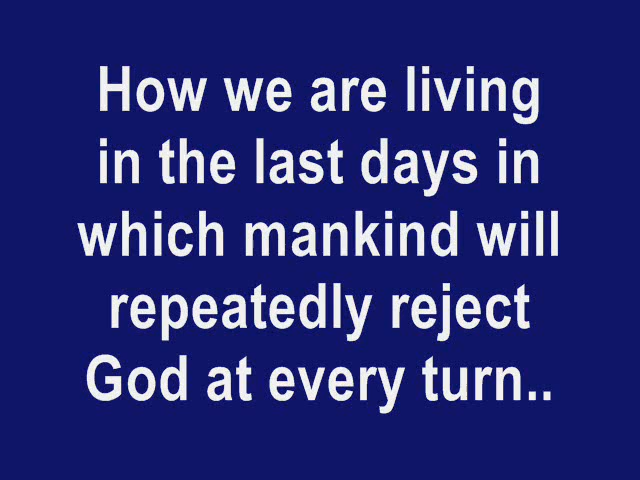 How we are living
in the last days in
which mankind will
repeatedly reject
God at every turn..